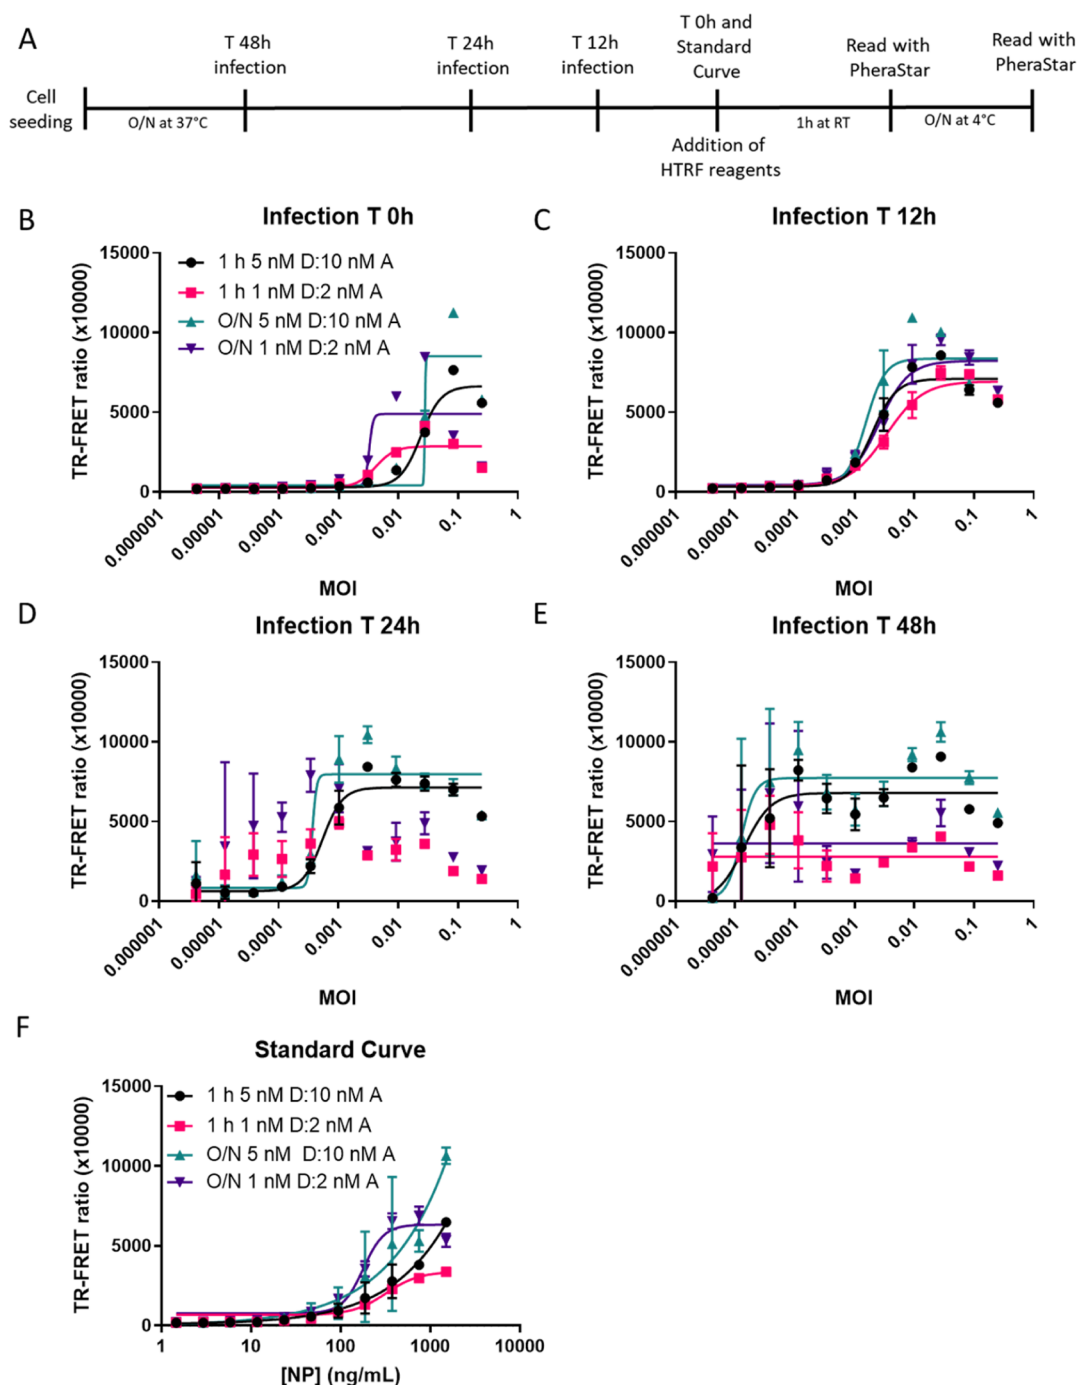 A
T 48h
infection
T 24h
infection
T 12h
infection
T 0h and
Standard
Curve
Read with
PheraStar
Read with
PheraStar
Cell
seeding
O/N at 37°C
1h at RT
O/N at 4°C
Addition of
HTRF reagents
B
Infection T 0h
TR-FRET ratio (x10000)
15000
10000
5000
0
1 h 5 nM D:10 nM A
1 h 1 nM D:2 nM A
O/N 5 nM D:10 nM A
O/N 1 nM D:2 nM A
0.000001
0.00001
0.0001
0.001
0.01
0.1
1
MOI
C
Infection T 12h
TR-FRET ratio (x10000)
15000
10000
5000
0
0.000001
0.00001
0.0001
0.001
0.01
0.1
1
MOI
D
Infection T 24h
TR-FRET ratio (x10000)
15000
10000
5000
0
0.000001
0.00001
0.0001
0.001
0.01
0.1
1
MOI
E
Infection T 48h
TR-FRET ratio (x10000)
15000
10000
5000
0
0.000001
0.00001
0.0001
0.001
0.01
0.1
1
MOI
F
Standard Curve
TR-FRET ratio (x10000)
15000
10000
5000
0
1 h 5 nM D:10 nM A
1 h 1 nM D:2 nM A
O/N 5 nM D:10 nM A
O/N 1 nM D:2 nM A
1
10
100
1000
10000
[NP] (ng/mL)